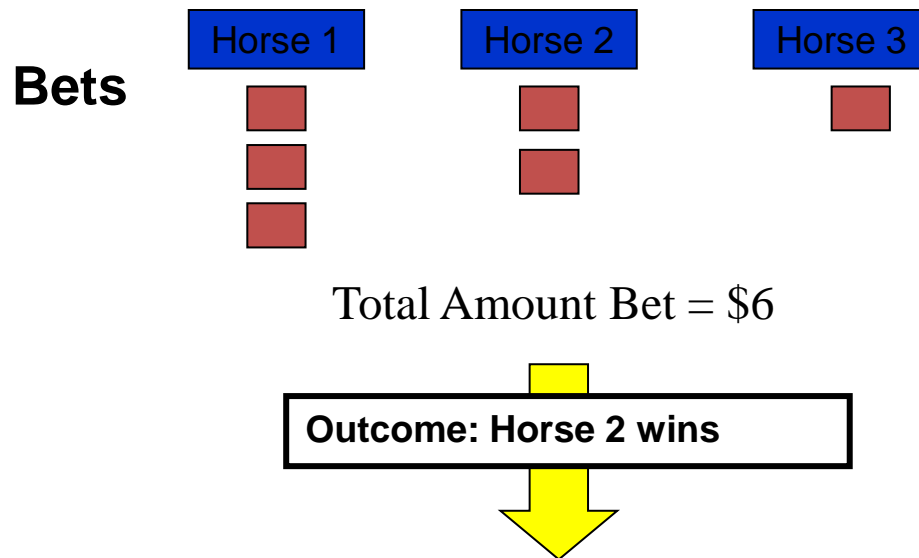 Horse 1 Horse 2 Horse 3
Bets
Total Amount Bet = $6
Outcome: Horse 2 wins